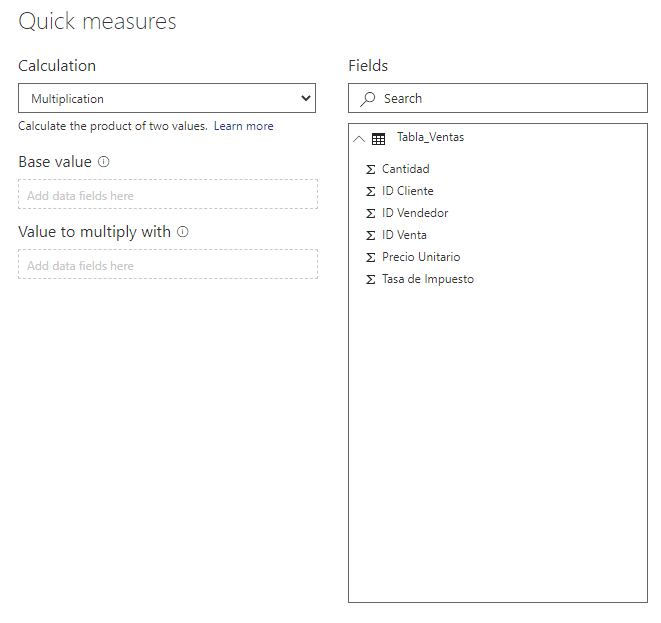 Quick measures
Calculation
Multiplication
Calculate the product of two values. Learn more
Base value
Add data fields here
Value to multiply with
Add data fields here
Fields
Search
Tabla_Ventas
Cantidad
ID Cliente
ID Vendedor
ID Venta
Precio Unitario
Tasa de Impuesto